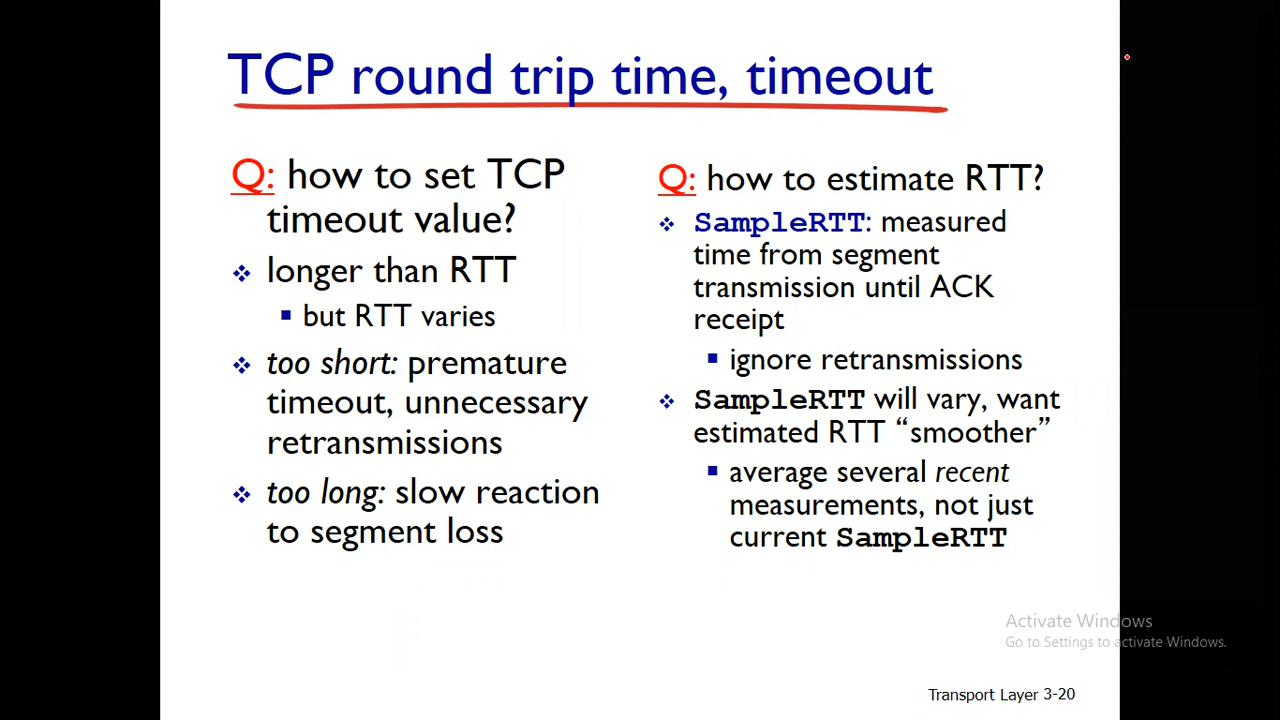 TCP round trip time, timeout
Q: how to set TCP
timeout value?
❖ longer than RTT
▪ but RTT varies
❖ too short: premature
timeout, unnecessary
retransmissions
❖ too long: slow reaction
to segment loss
Q: how to estimate RTT?
❖ SampleRTT: measured
time from segment
transmission until ACK
receipt
▪ ignore retransmissions
❖ SampleRTT will vary, want
estimated RTT “smoother”
▪ average several recent
measurements, not just
current SampleRTT
Activate Windows
Go to Settings to activate Windows.
Transport Layer 3-20